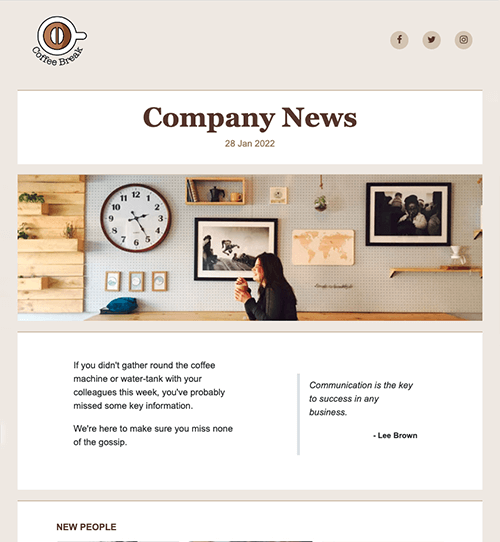 Coffee Break
Company News
28 Jan 2022
If you didn't gather round the coffee
machine or water-tank with your
colleagues this week, you've probably
missed some key information.
We're here to make sure you miss none
of the gossip.
Communication is the key
to success in any
business.
- Lee Brown
NEW PEOPLE